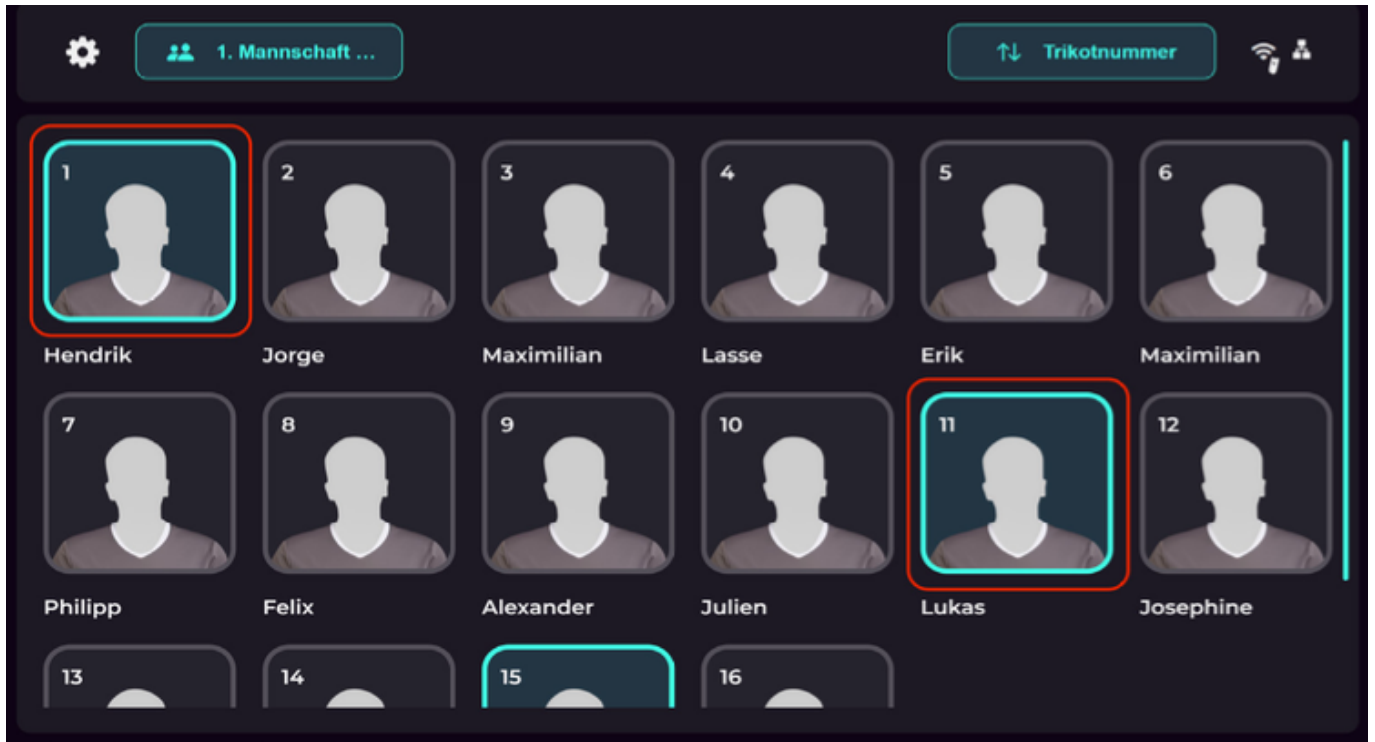 1. Mannschaft ... Trikotnummer
1 2 3 4 5 6
Hendrik Jorge Maximilian Lasse Erik Maximilian
7 8 9 10 11 12
Philipp Felix Alexander Julien Lukas Josephine
13 14 15 16